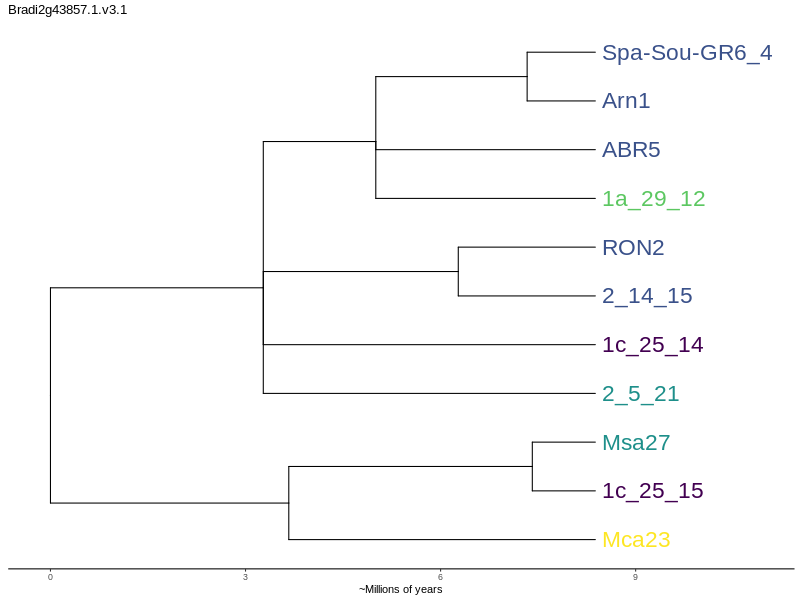 Bradi2g43857.1.v3.1
Spa-Sou-GR6_4
Arn1
ABR5
1a_29_12
RON2
2_14_15
1c_25_14
2_5_21
Msa27
1c_25_15
Mca23
0 3 6 9
~Millions of years